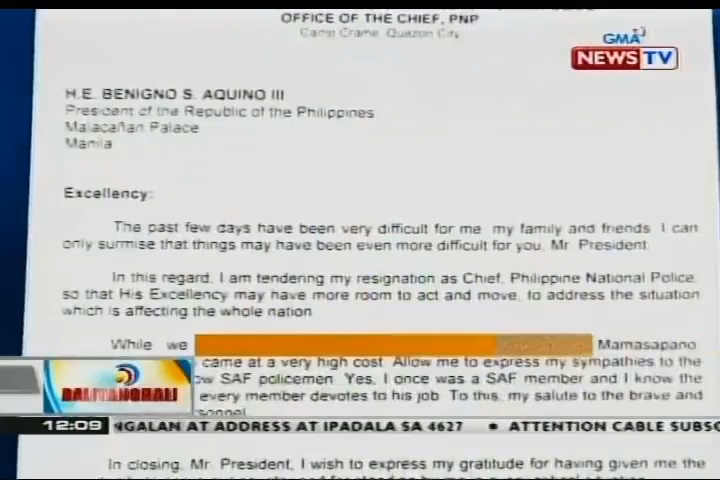 OFFICE OF THE CHIEF, PNP
Camp Crame, Quezon City
GMA
NEWS TV
H.E. BENIGNO S. AQUINO III
President of the Republic of the Philippines
Malacañan Palace
Manila
Excellency:
The past few days have been very difficult for me my family and friends. I can
only surmise that things may have been even more difficult for you, Mr. President
In this regard, I am tendering my resignation as Chief, Philippine National Police,
so that His Excellency may have more room to act and move, to address the situation
which is affecting the whole nation
While we Mamasapano
came at a very high cost. Allow me to express my sympathies to the
ow SAF policemen. Yes, I once was a SAF member and I know the
every member devotes to his job. To this, my salute to the brave and
sonnel
BALITANGHALI
12:09 NGALAN AT ADDRESS AT IPADALA SA 4627 • ATTENTION CABLE SUBSC
In closing, Mr. President, I wish to express my gratitude for having given me the